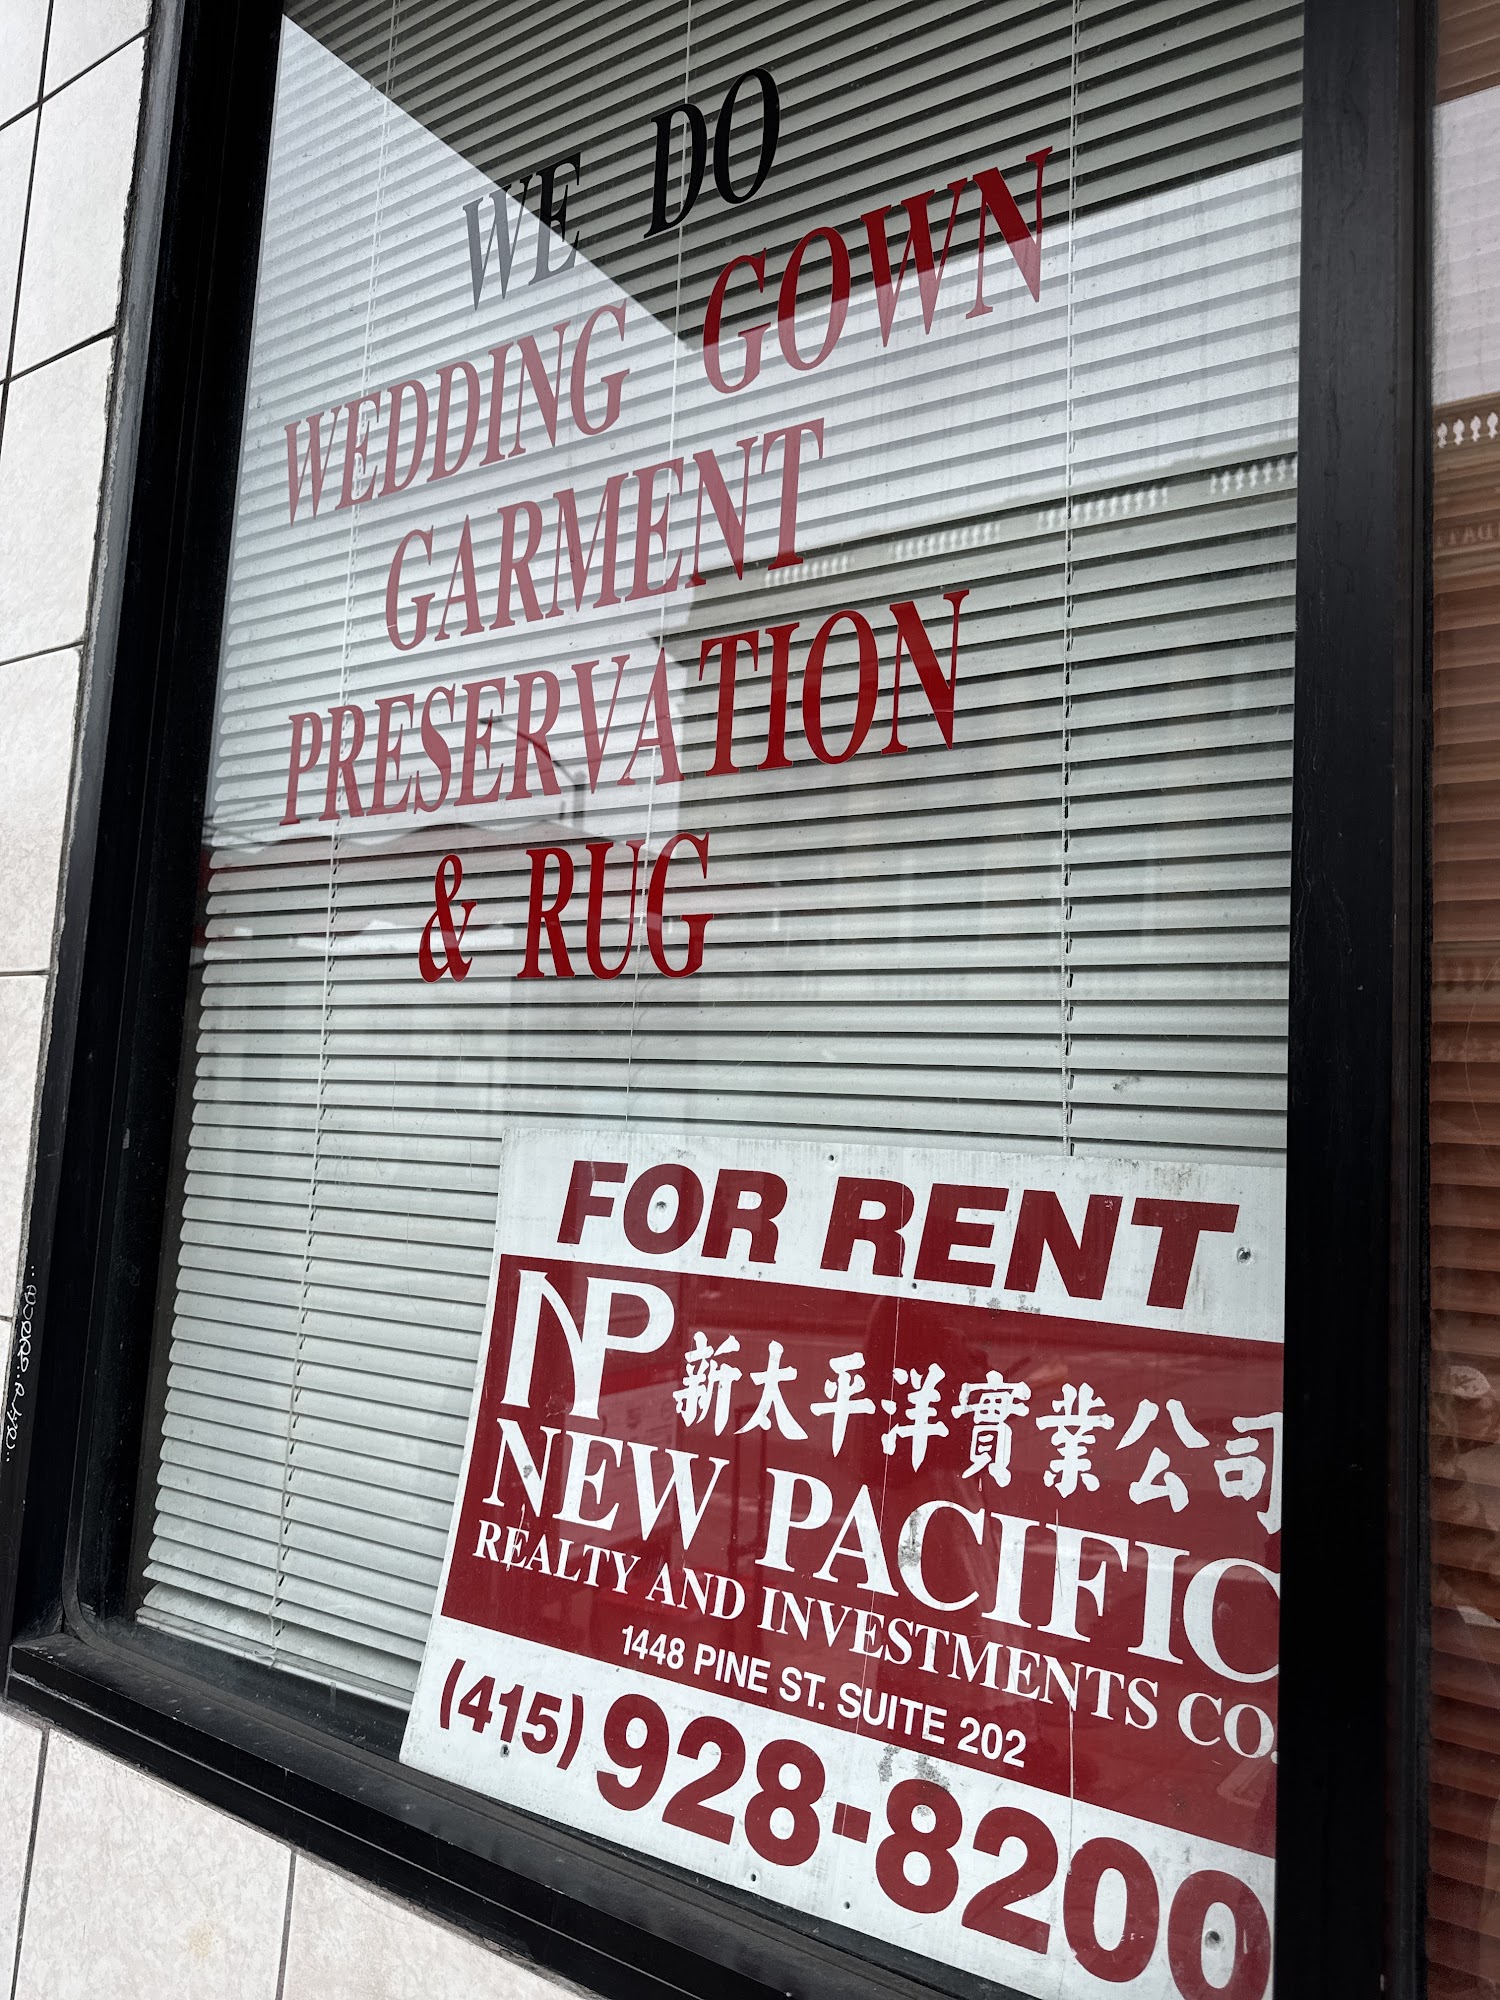 WE DO
WEDDING GOWN
GARMENT
PRESERVATION
& RUG
FOR RENT
NP 新太平洋實業公司
NEW PACIFIC
REALTY AND INVESTMENTS CO.
1448 PINE ST. SUITE 202
(415) 928-8200